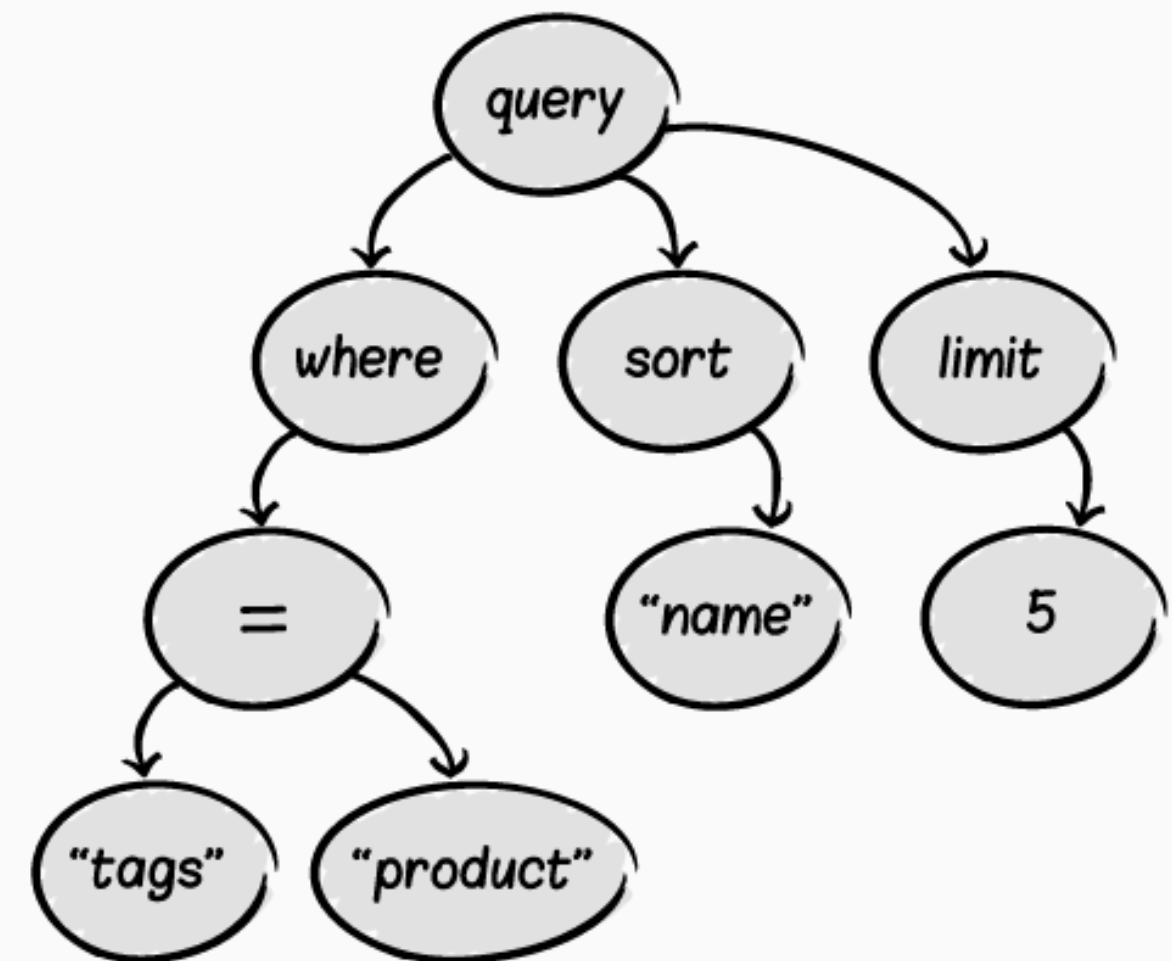 query
where
sort
limit
=
“name”
5
“tags”
“product”